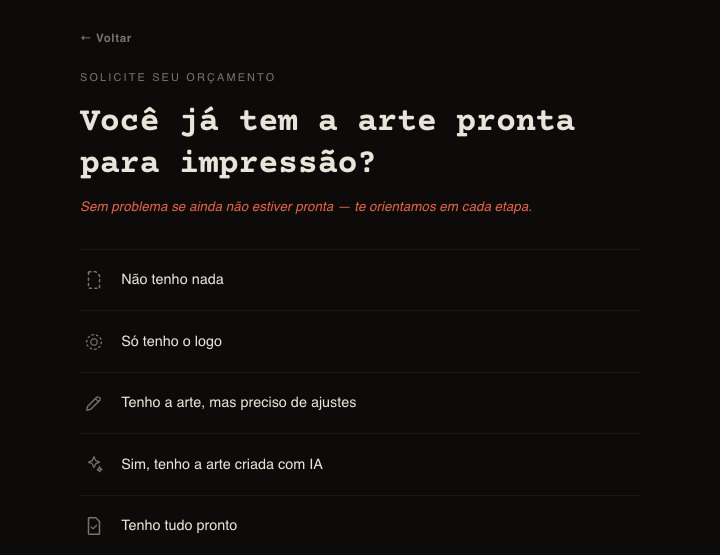 ← Voltar
SOLICITE SEU ORÇAMENTO
Você já tem a arte pronta
para impressão?
Sem problema se ainda não estiver pronta — te orientamos em cada etapa.
Não tenho nada
Só tenho o logo
Tenho a arte, mas preciso de ajustes
Sim, tenho a arte criada com IA
Tenho tudo pronto